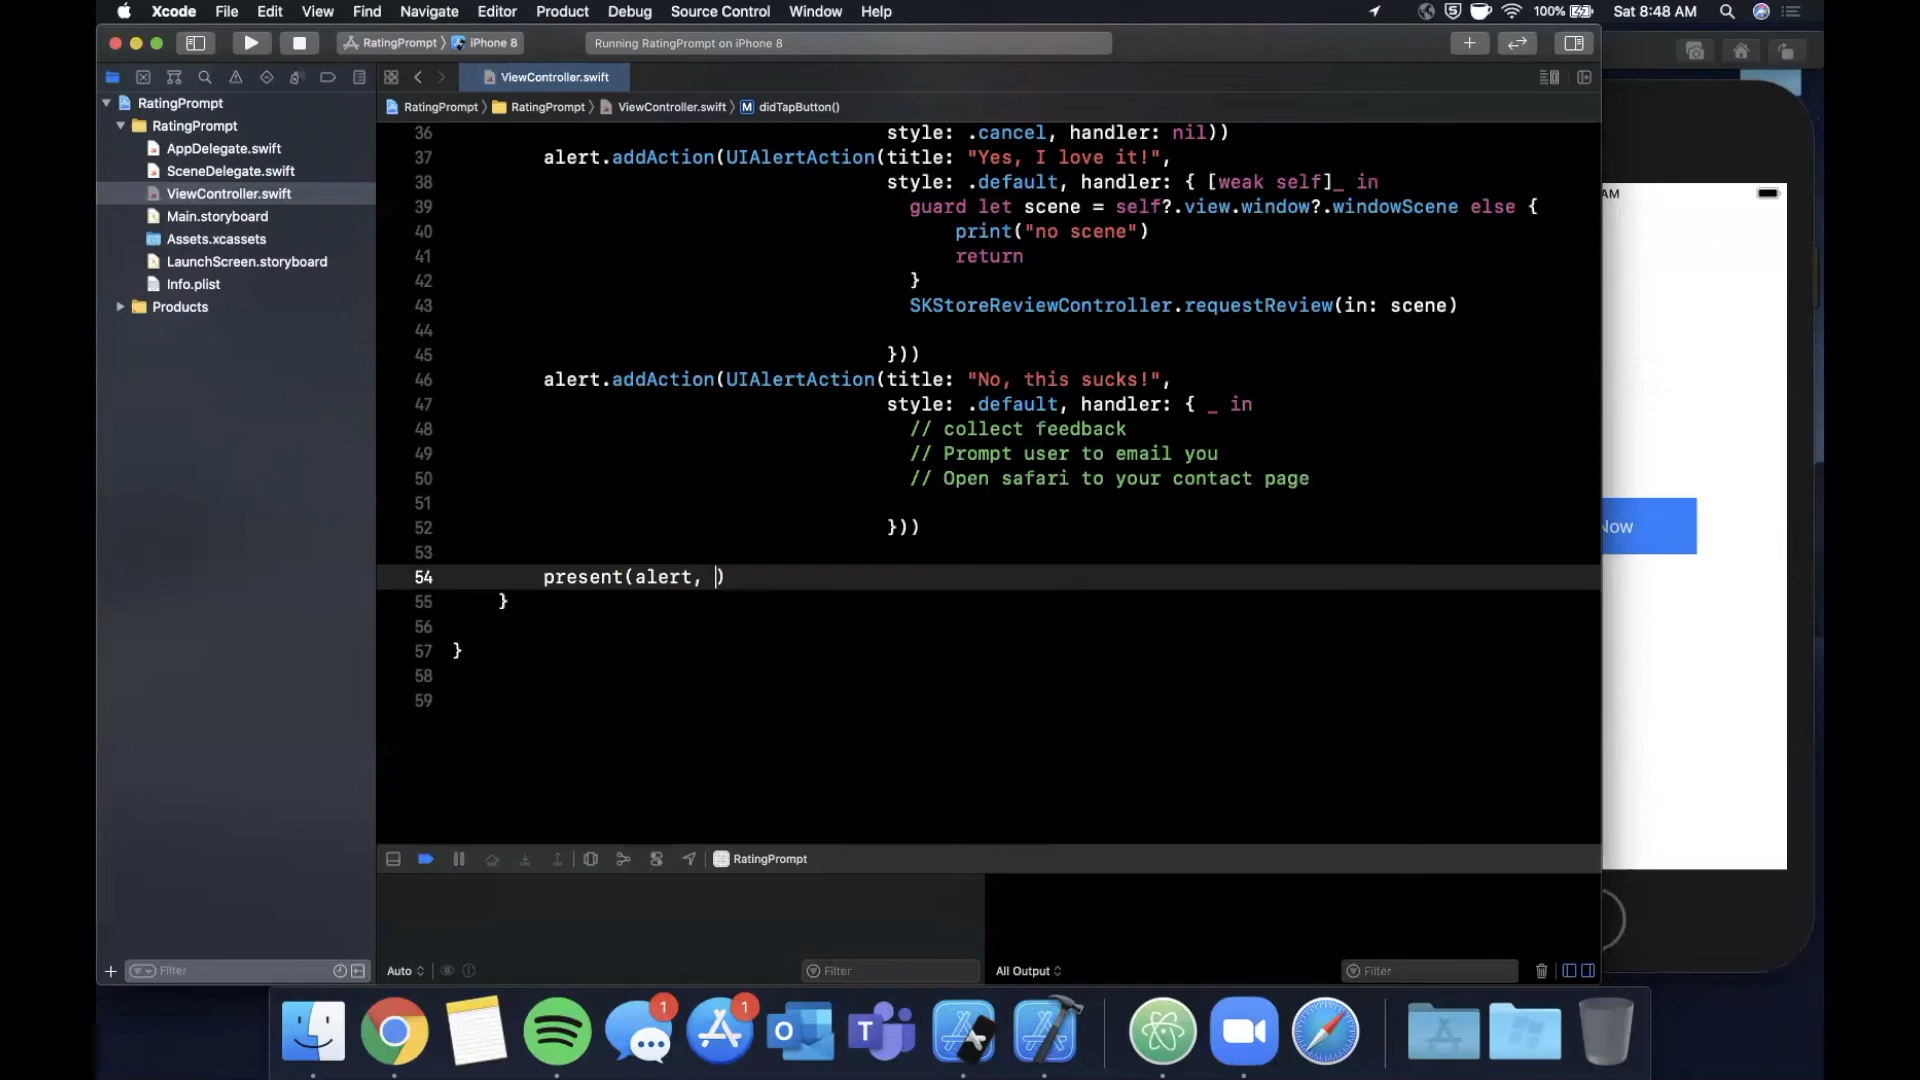 Xcode File Edit View Find Navigate Editor Product Debug Source Control Window Help
100% Sat 8:48 AM
RatingPrompt 〉 iPhone 8
Running RatingPrompt on iPhone 8
ViewController.swift
RatingPrompt 〉 RatingPrompt 〉 ViewController.swift 〉 M didTapButton()
RatingPrompt
RatingPrompt
AppDelegate.swift
SceneDelegate.swift
ViewController.swift
Main.storyboard
Assets.xcassets
LaunchScreen.storyboard
Info.plist
Products
36 style: .cancel, handler: nil))
37 alert.addAction(UIAlertAction(title: "Yes, I love it!",
38 style: .default, handler: { [weak self]_ in
39 guard let scene = self?.view.window?.windowScene else {
40 print("no scene")
41 return
42 }
43 SKStoreReviewController.requestReview(in: scene)
44
45 }))
46 alert.addAction(UIAlertAction(title: "No, this sucks!",
47 style: .default, handler: { _ in
48 // collect feedback
49 // Prompt user to email you
50 // Open safari to your contact page
51
52 }))
53
54 present(alert, )
55 }
56
57 }
58
59
AM
Now
RatingPrompt
Filter
Auto
Filter
All Output
Filter
1
1